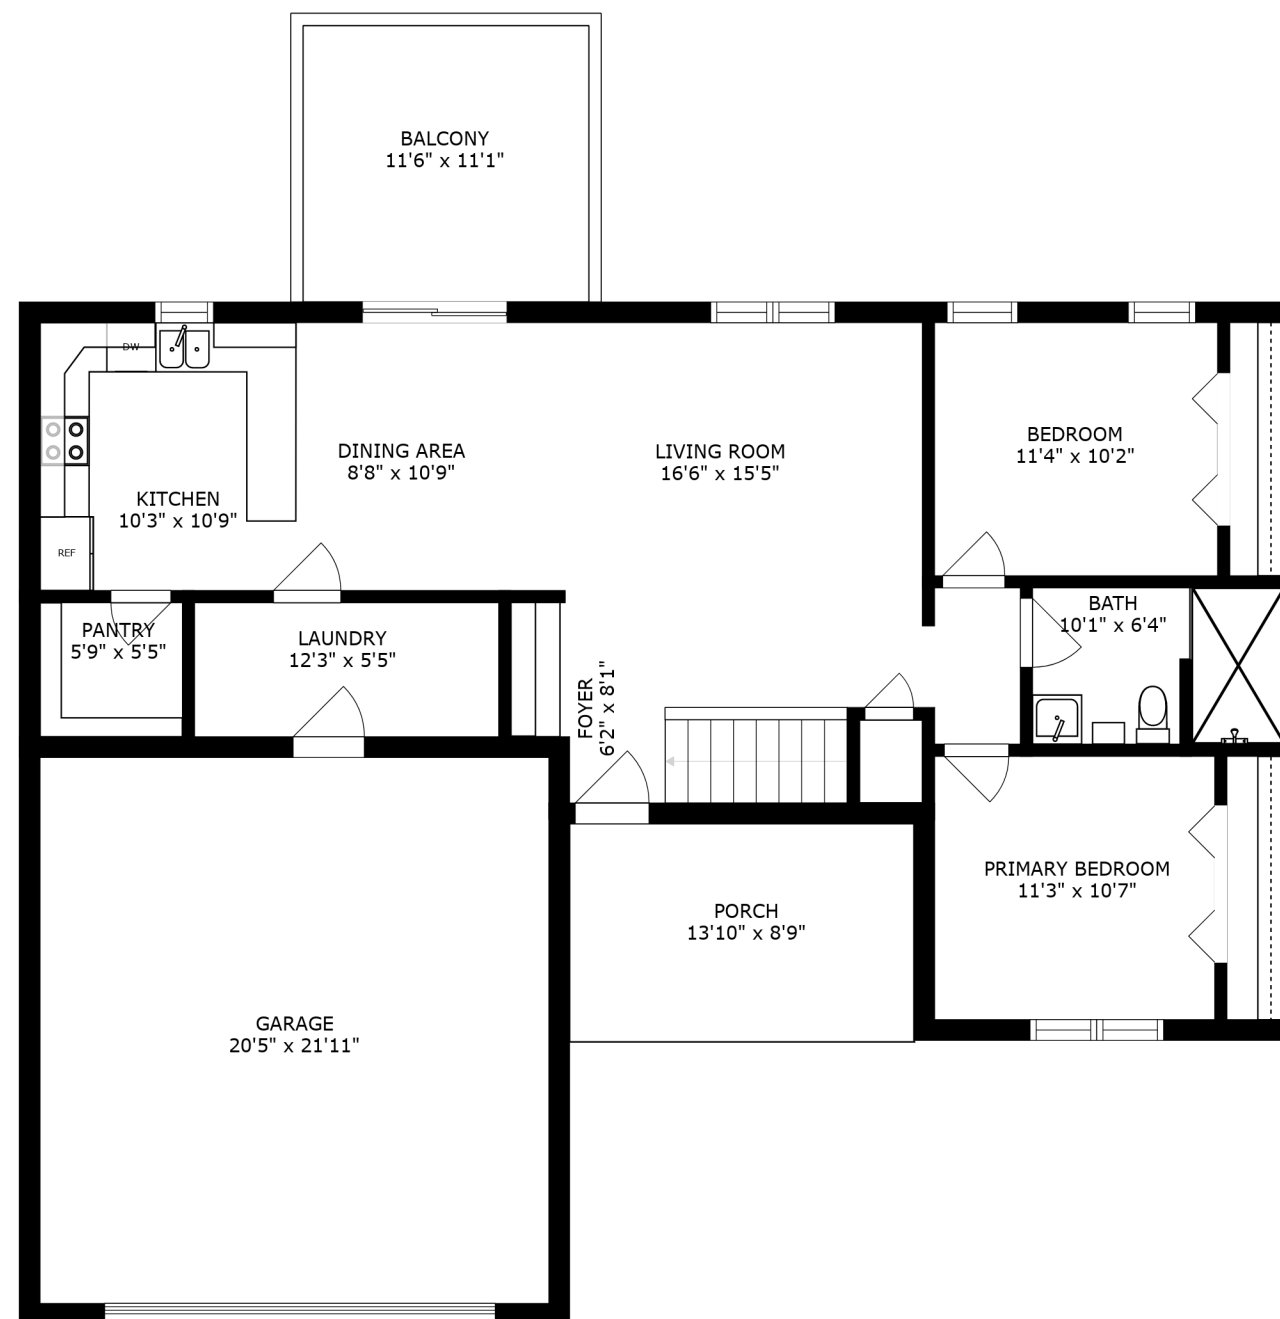 BALCONY
11'6" x 11'1"
DW
DINING AREA
8'8" x 10'9"
LIVING ROOM
16'6" x 15'5"
BEDROOM
11'4" x 10'2"
KITCHEN
10'3" x 10'9"
REF
PANTRY
5'9" x 5'5"
LAUNDRY
12'3" x 5'5"
FOYER
6'2" x 8'1"
BATH
10'1" x 6'4"
PRIMARY BEDROOM
11'3" x 10'7"
PORCH
13'10" x 8'9"
GARAGE
20'5" x 21'11"